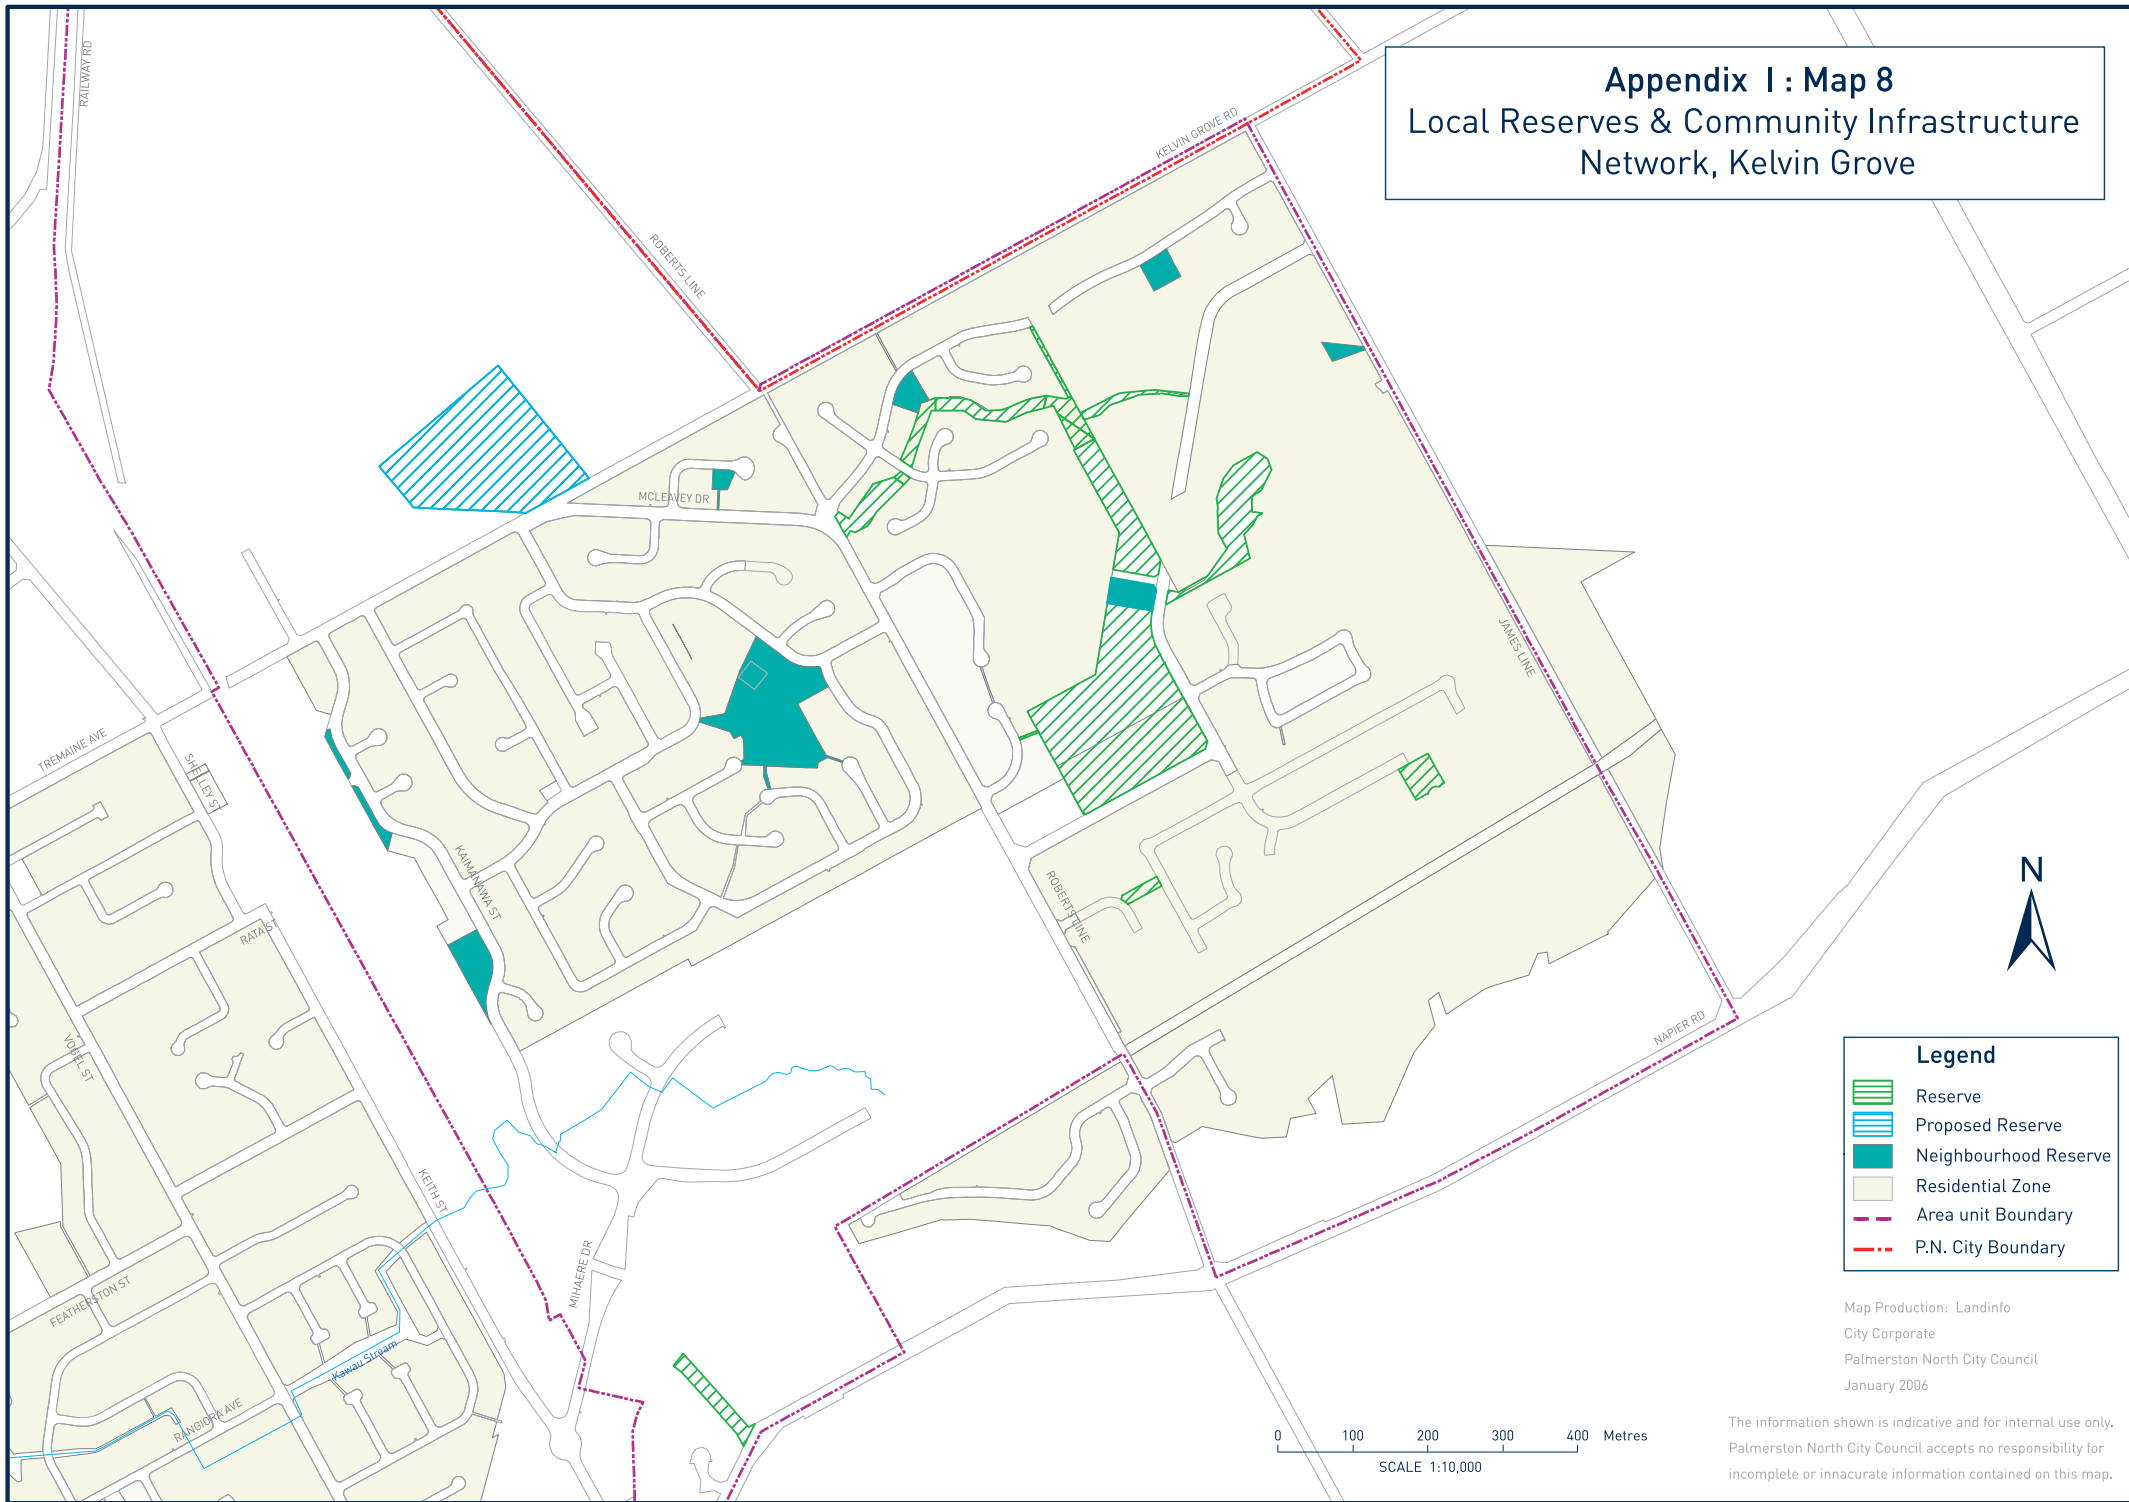 Appendix I : Map 8
Local Reserves & Community Infrastructure
Network, Kelvin Grove
RAILWAY RD
KELVIN GROVE RD
ROBERTS LINE
MCLEAVEY DR
JAMES LINE
TREMAINE AVE
SHELLEY ST
KAIMANAWA ST
ROBERTS LINE
RATA ST
VOGEL ST
NAPIER RD
KEITH ST
MIHAERE DR
FEATHERSTON ST
Kawau Stream
RANGIORA AVE
N
Legend
Reserve
Proposed Reserve
Neighbourhood Reserve
Residential Zone
Area unit Boundary
P.N. City Boundary
Map Production: Landinfo
City Corporate
Palmerston North City Council
January 2006
0 100 200 300 400 Metres
SCALE 1:10,000
The information shown is indicative and for internal use only.
Palmerston North City Council accepts no responsibility for
incomplete or innacurate information contained on this map.